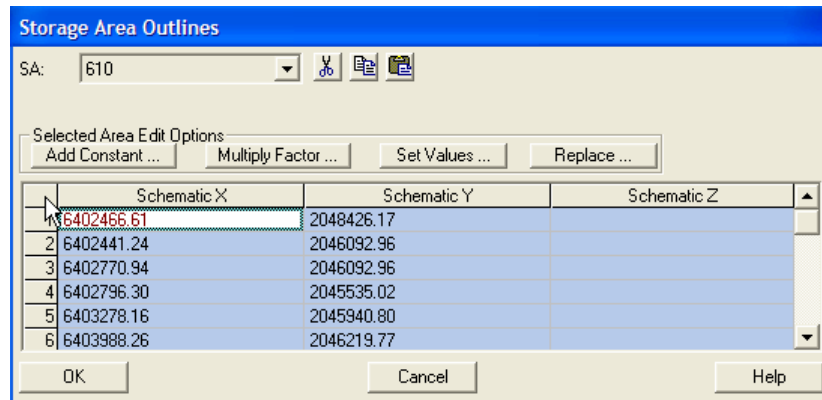 Storage Area Outlines
SA: 610
Selected Area Edit Options
Add Constant ... Multiply Factor ... Set Values ... Replace ...
Schematic X Schematic Y Schematic Z
6402466.61 2048426.17
2 6402441.24 2046092.96
3 6402770.94 2046092.96
4 6402796.30 2045535.02
5 6403278.16 2045940.80
6 6403988.26 2046219.77
OK Cancel Help